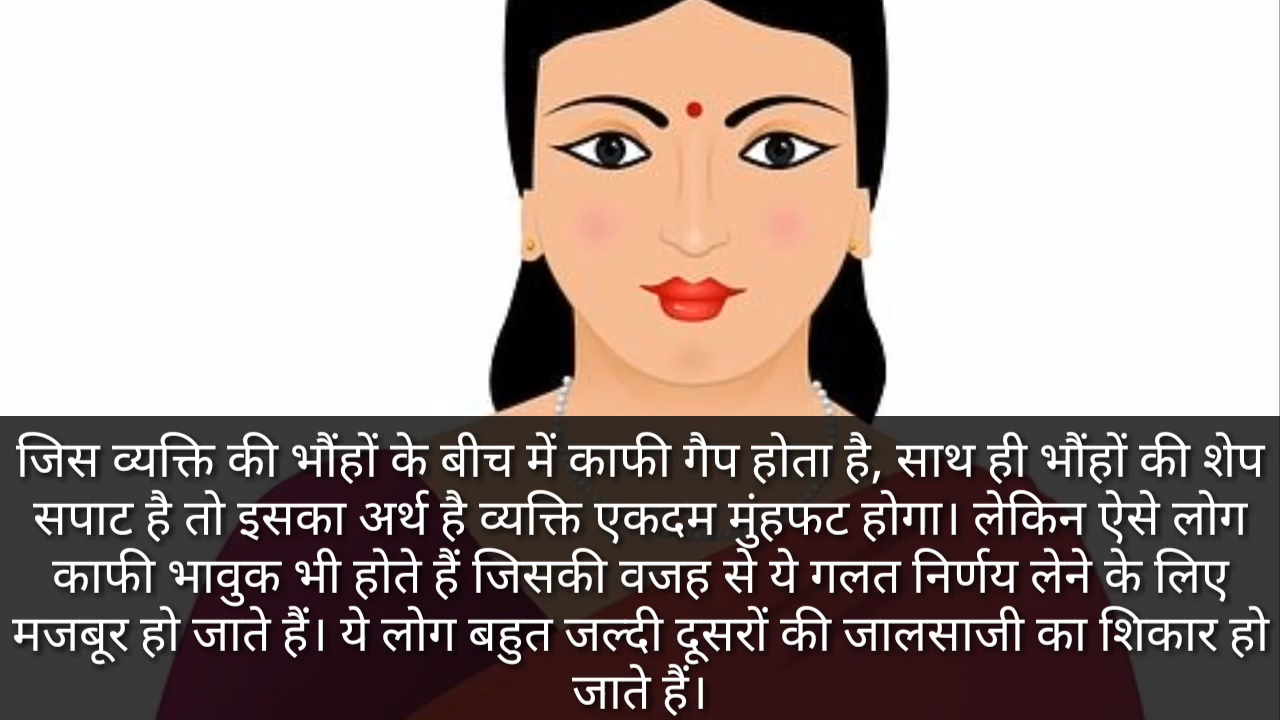 जिस व्यक्ति की भौंहों के बीच में काफी गैप होता है, साथ ही भौंहों की शेप
सपाट है तो इसका अर्थ है व्यक्ति एकदम मुंहफट होगा। लेकिन ऐसे लोग
काफी भावुक भी होते हैं जिसकी वजह से ये गलत निर्णय लेने के लिए
मजबूर हो जाते हैं। ये लोग बहुत जल्दी दूसरों की जालसाजी का शिकार हो
जाते हैं।